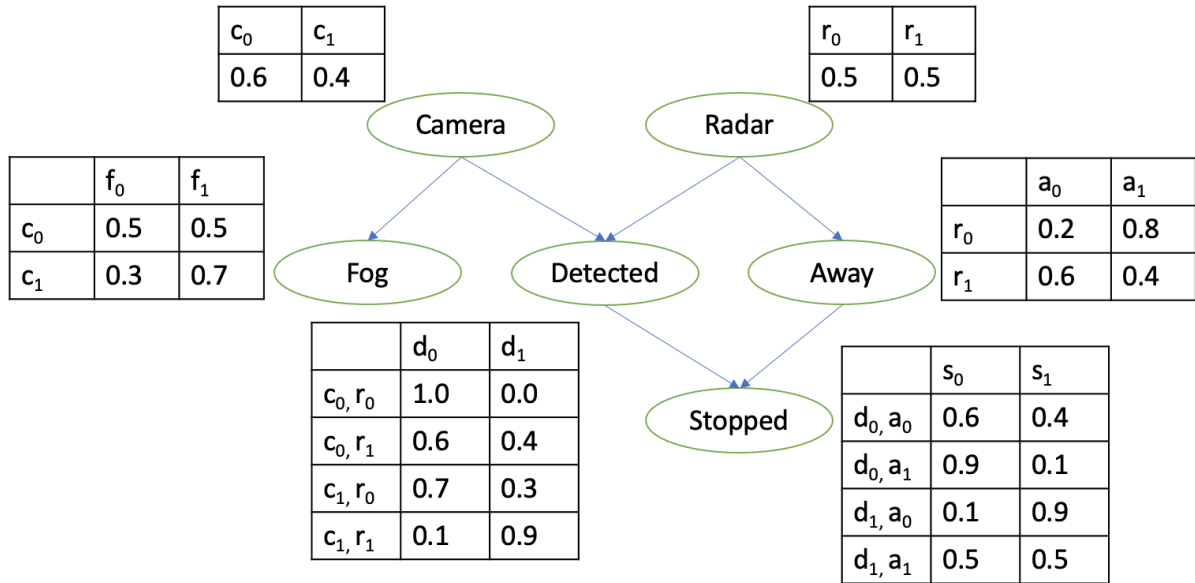 c₀ c₁
0.6 0.4
r₀ r₁
0.5 0.5
Camera
Radar
f₀ f₁
c₀ 0.5 0.5
c₁ 0.3 0.7
a₀ a₁
r₀ 0.2 0.8
r₁ 0.6 0.4
Fog
Detected
Away
d₀ d₁
c₀, r₀ 1.0 0.0
c₀, r₁ 0.6 0.4
c₁, r₀ 0.7 0.3
c₁, r₁ 0.1 0.9
Stopped
s₀ s₁
d₀, a₀ 0.6 0.4
d₀, a₁ 0.9 0.1
d₁, a₀ 0.1 0.9
d₁, a₁ 0.5 0.5